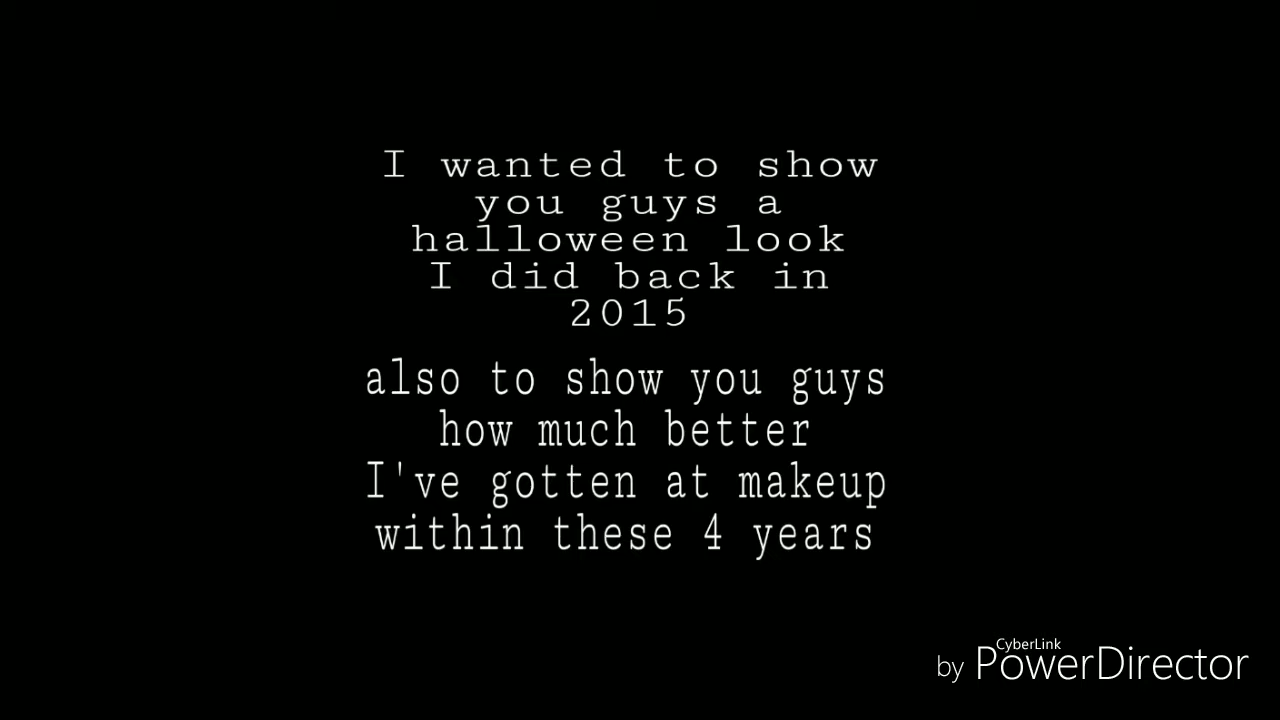 I wanted to show
you guys a
halloween look
I did back in
2015
also to show you guys
how much better
I've gotten at makeup
within these 4 years
CyberLink
by PowerDirector